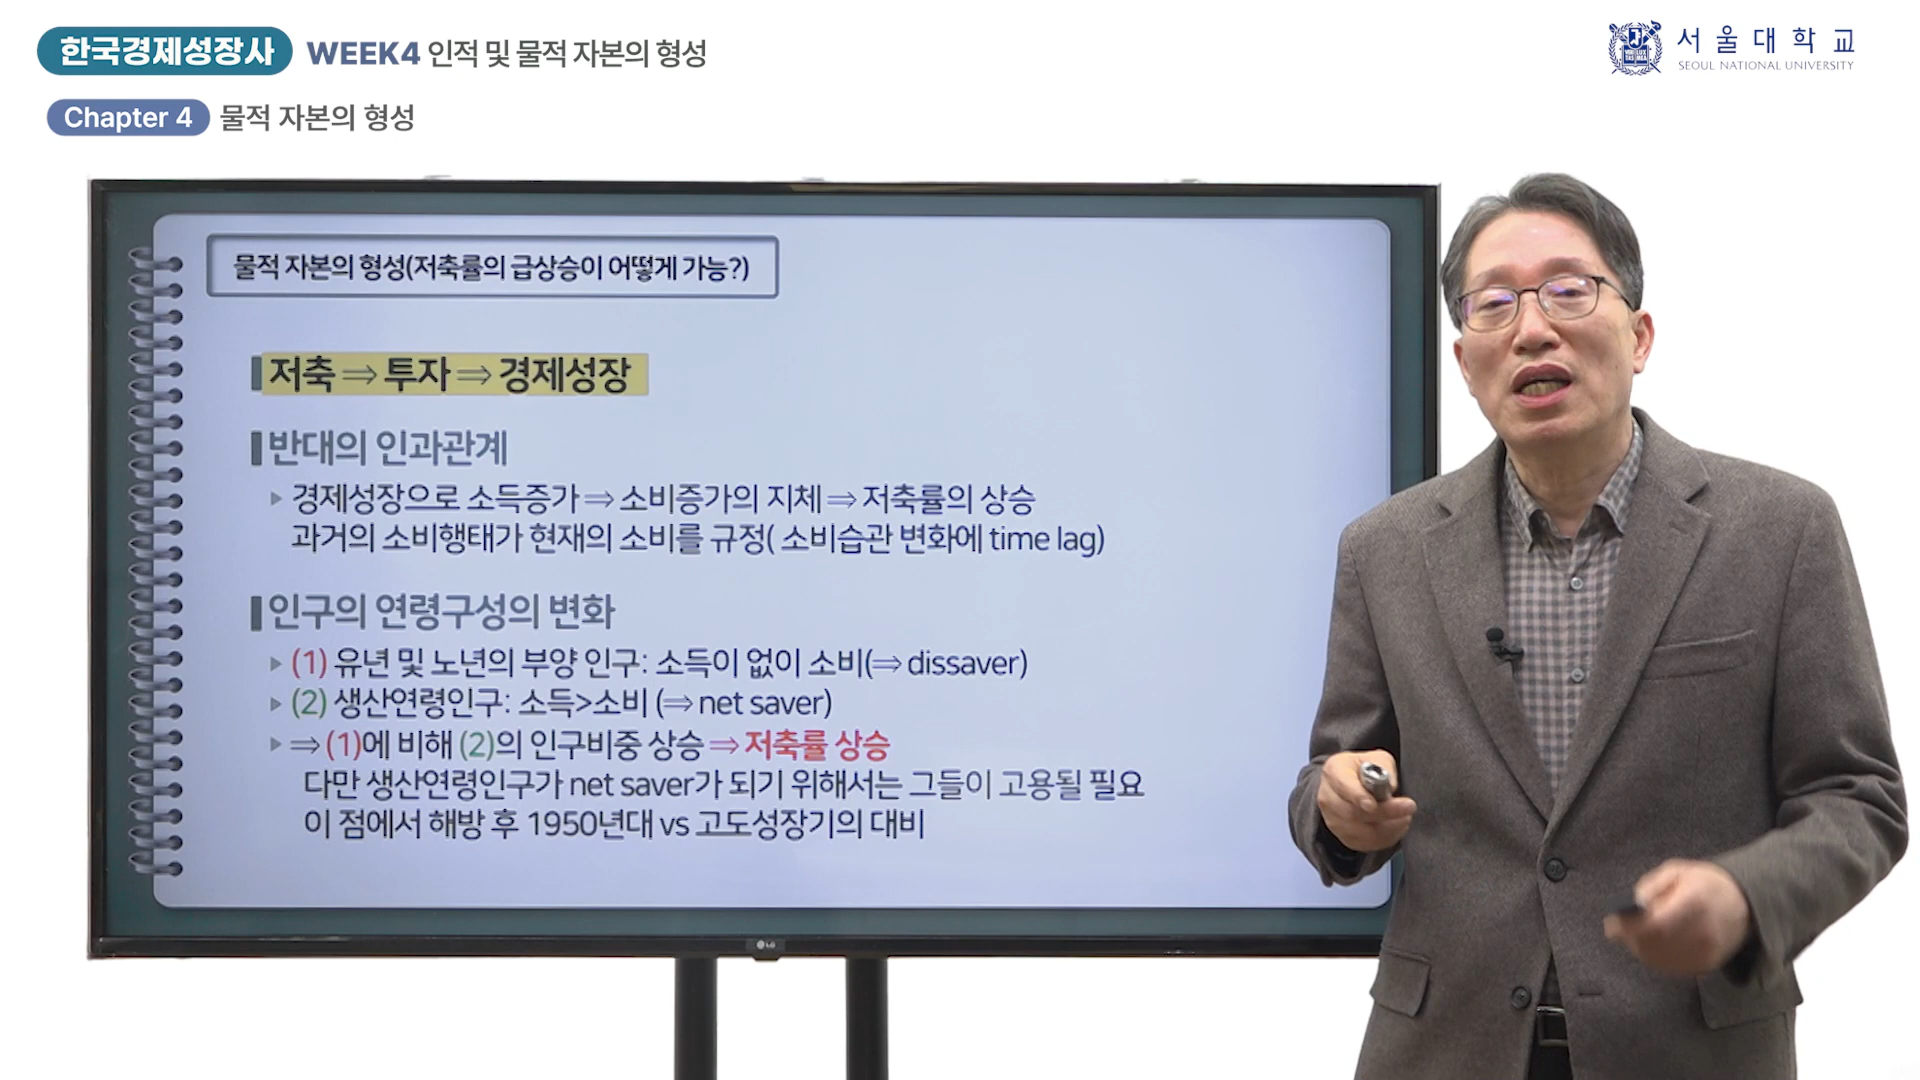 한국경제성장사 WEEK4 인적 및 물적 자본의 형성
서울대학교
SEOUL NATIONAL UNIVERSITY
Chapter 4 물적 자본의 형성
물적 자본의 형성(저축률의 급상승이 어떻게 가능?)
저축⇒투자⇒경제성장
반대의 인과관계
▸ 경제성장으로 소득증가⇒소비증가의 지체⇒저축률의 상승
과거의 소비행태가 현재의 소비를 규정( 소비습관 변화에 time lag)
인구의 연령구성의 변화
▸ (1) 유년 및 노년의 부양 인구: 소득이 없이 소비(⇒dissaver)
▸ (2) 생산연령인구: 소득>소비 (⇒net saver)
▸ ⇒(1)에 비해 (2)의 인구비중 상승⇒저축률 상승
다만 생산연령인구가 net saver가 되기 위해서는 그들이 고용될 필요
이 점에서 해방 후 1950년대 vs 고도성장기의 대비
LG